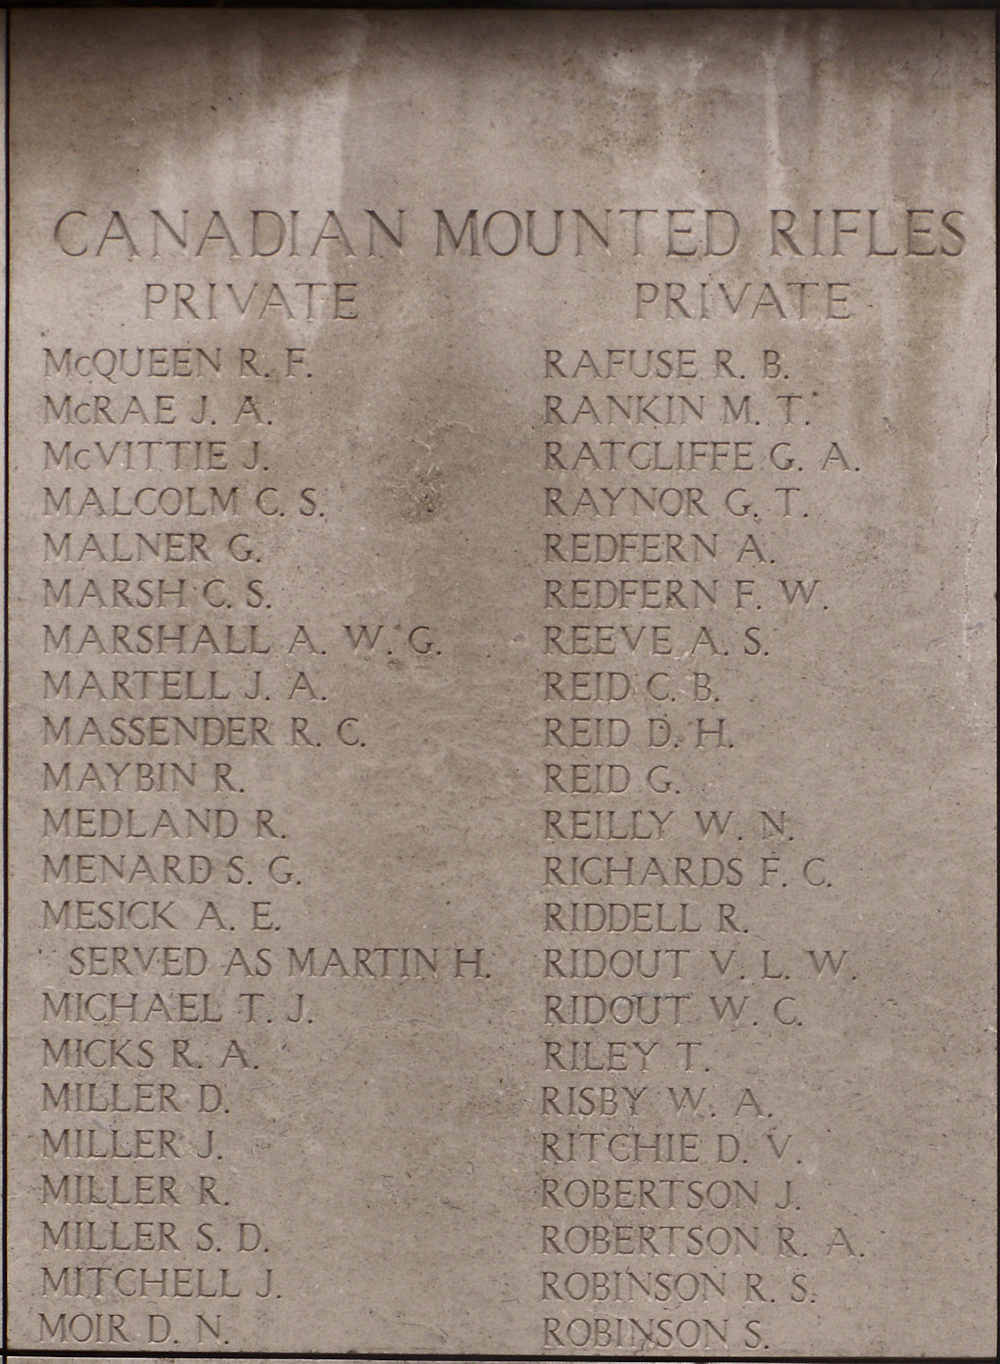 CANADIAN MOUNTED RIFLES
PRIVATE
McQUEEN R. F.
McRAE J. A.
McVITTIE J.
MALCOLM C. S.
MALNER G.
MARSH C. S.
MARSHALL A. W. G.
MARTELL J. A.
MASSENDER R. C.
MAYBIN R.
MEDLAND R.
MENARD S. G.
MESICK A. E.
SERVED AS MARTIN H.
MICHAEL T. J.
MICKS R. A.
MILLER D.
MILLER J.
MILLER R.
MILLER S. D.
MITCHELL J.
MOIR D. N.
PRIVATE
RAFUSE R. B.
RANKIN M. T.
RATCLIFFE G. A.
RAYNOR G. T.
REDFERN A.
REDFERN F. W.
REEVE A. S.
REID C. B.
REID D. H.
REID G.
REILLY W. N.
RICHARDS F. C.
RIDDELL R.
RIDOUT V. L. W.
RIDOUT W. C.
RILEY T.
RISBY W. A.
RITCHIE D. V.
ROBERTSON J.
ROBERTSON R. A.
ROBINSON R. S.
ROBINSON S.